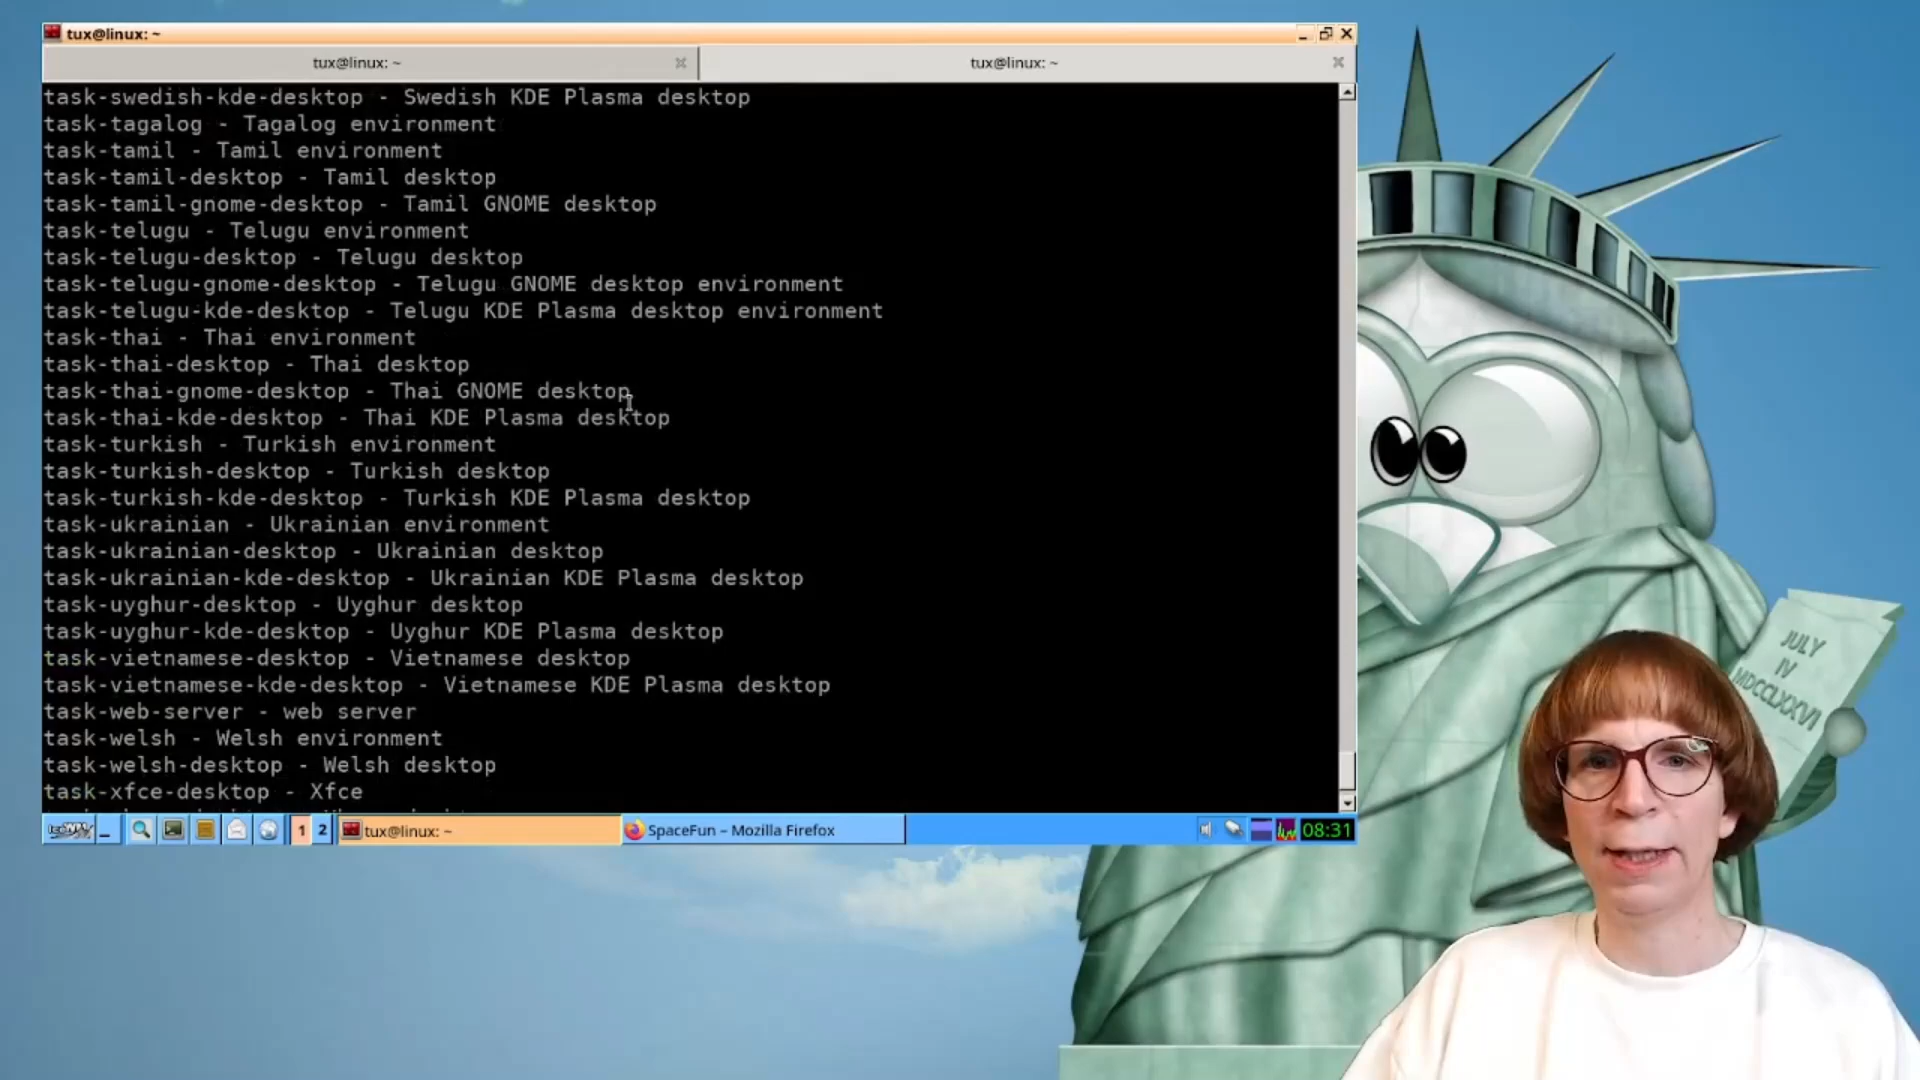 tux@linux: ~
tux@linux: ~
tux@linux: ~
task-swedish-kde-desktop - Swedish KDE Plasma desktop
task-tagalog - Tagalog environment
task-tamil - Tamil environment
task-tamil-desktop - Tamil desktop
task-tamil-gnome-desktop - Tamil GNOME desktop
task-telugu - Telugu environment
task-telugu-desktop - Telugu desktop
task-telugu-gnome-desktop - Telugu GNOME desktop environment
task-telugu-kde-desktop - Telugu KDE Plasma desktop environment
task-thai - Thai environment
task-thai-desktop - Thai desktop
task-thai-gnome-desktop - Thai GNOME desktop
task-thai-kde-desktop - Thai KDE Plasma desktop
task-turkish - Turkish environment
task-turkish-desktop - Turkish desktop
task-turkish-kde-desktop - Turkish KDE Plasma desktop
task-ukrainian - Ukrainian environment
task-ukrainian-desktop - Ukrainian desktop
task-ukrainian-kde-desktop - Ukrainian KDE Plasma desktop
task-uyghur-desktop - Uyghur desktop
task-uyghur-kde-desktop - Uyghur KDE Plasma desktop
task-vietnamese-desktop - Vietnamese desktop
task-vietnamese-kde-desktop - Vietnamese KDE Plasma desktop
task-web-server - web server
task-welsh - Welsh environment
task-welsh-desktop - Welsh desktop
task-xfce-desktop - Xfce
1 2 tux@linux: ~ SpaceFun – Mozilla Firefox 08:31
JULY
IV
MDCCLXXVI